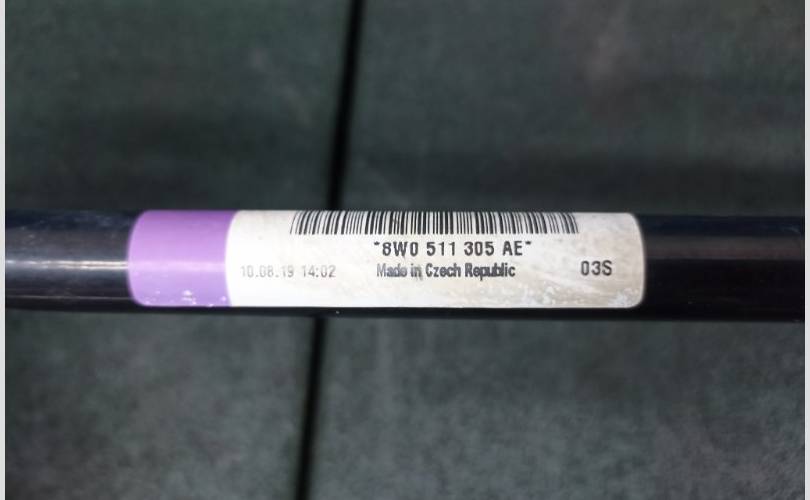 *8W0 511 305 AE*
10.08.19 14:02 Made in Czech Republic 03S